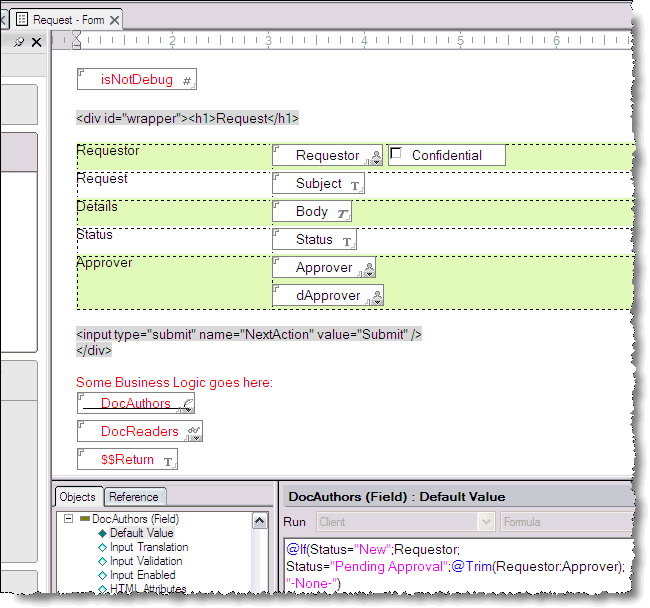 Request - Form
1 2 3 4 5 6
isNotDebug #
<div id="wrapper"><h1>Request</h1>
Requestor Requestor Confidential
Request Subject T
Details Body T
Status Status T
Approver Approver
dApprover
<input type="submit" name="NextAction" value="Submit" />
</div>
Some Business Logic goes here:
DocAuthors
DocReaders
$$Return T
Objects Reference
DocAuthors (Field)
Default Value
Input Translation
Input Validation
Input Enabled
HTML Attributes
DocAuthors (Field) : Default Value
Run Client Formula
@If(Status="New";Requestor;
Status="Pending Approval";@Trim(Requestor:Approver);
"-None-")